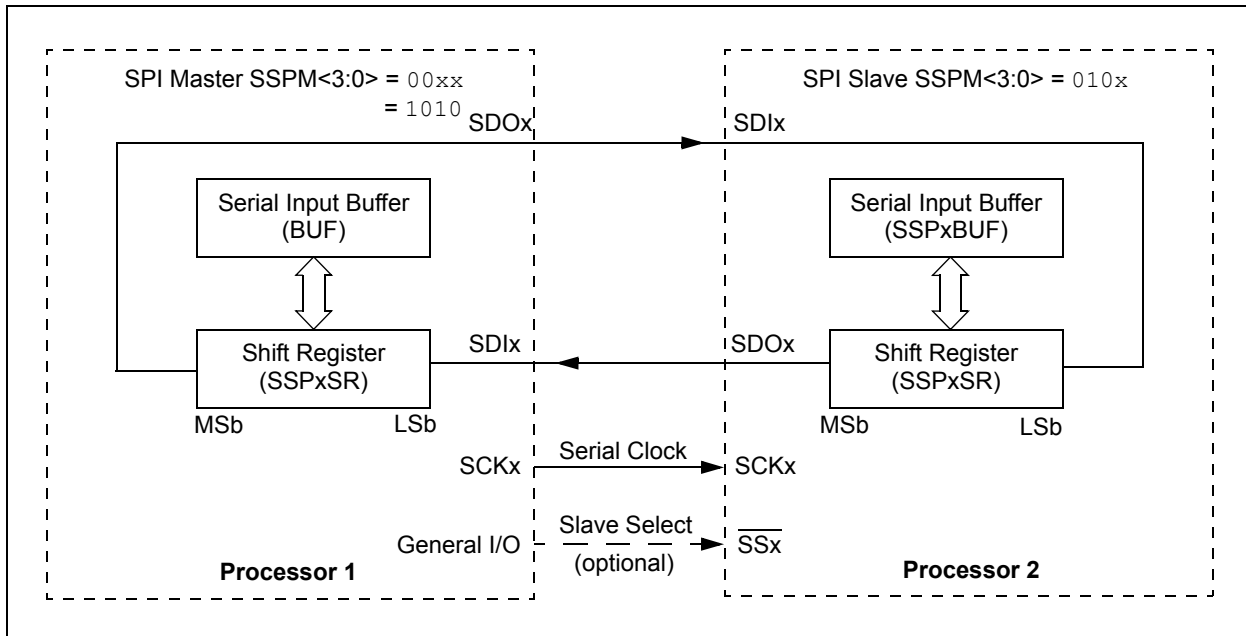 SPI Master SSPM<3:0> = 00xx
= 1010
SDOx
Serial Input Buffer
(BUF)
Shift Register
(SSPxSR)
MSb
LSb
SDIx
SCKx
General I/O
Processor 1
Serial Clock
Slave Select
(optional)
SPI Slave SSPM<3:0> = 010x
SDIx
Serial Input Buffer
(SSPxBUF)
SDOx
Shift Register
(SSPxSR)
MSb
LSb
SCKx
SSx
Processor 2